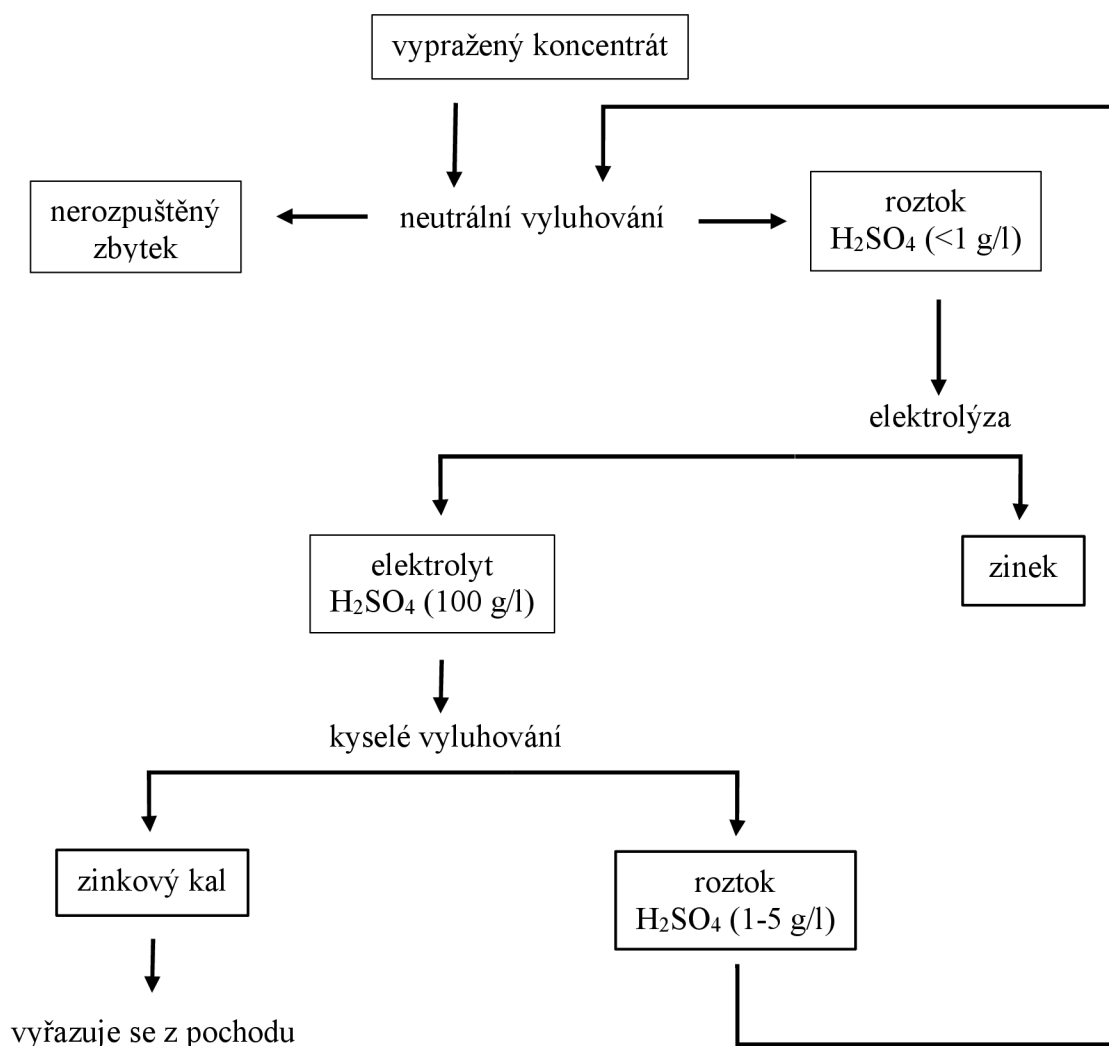 vypražený koncentrát
nerozpuštěný
zbytek
neutrální vyluhování
roztok
H₂SO₄ (<1 g/l)
elektrolýza
elektrolyt
H₂SO₄ (100 g/l)
zinek
kyselé vyluhování
zinkový kal
roztok
H₂SO₄ (1-5 g/l)
vyřazuje se z pochodu